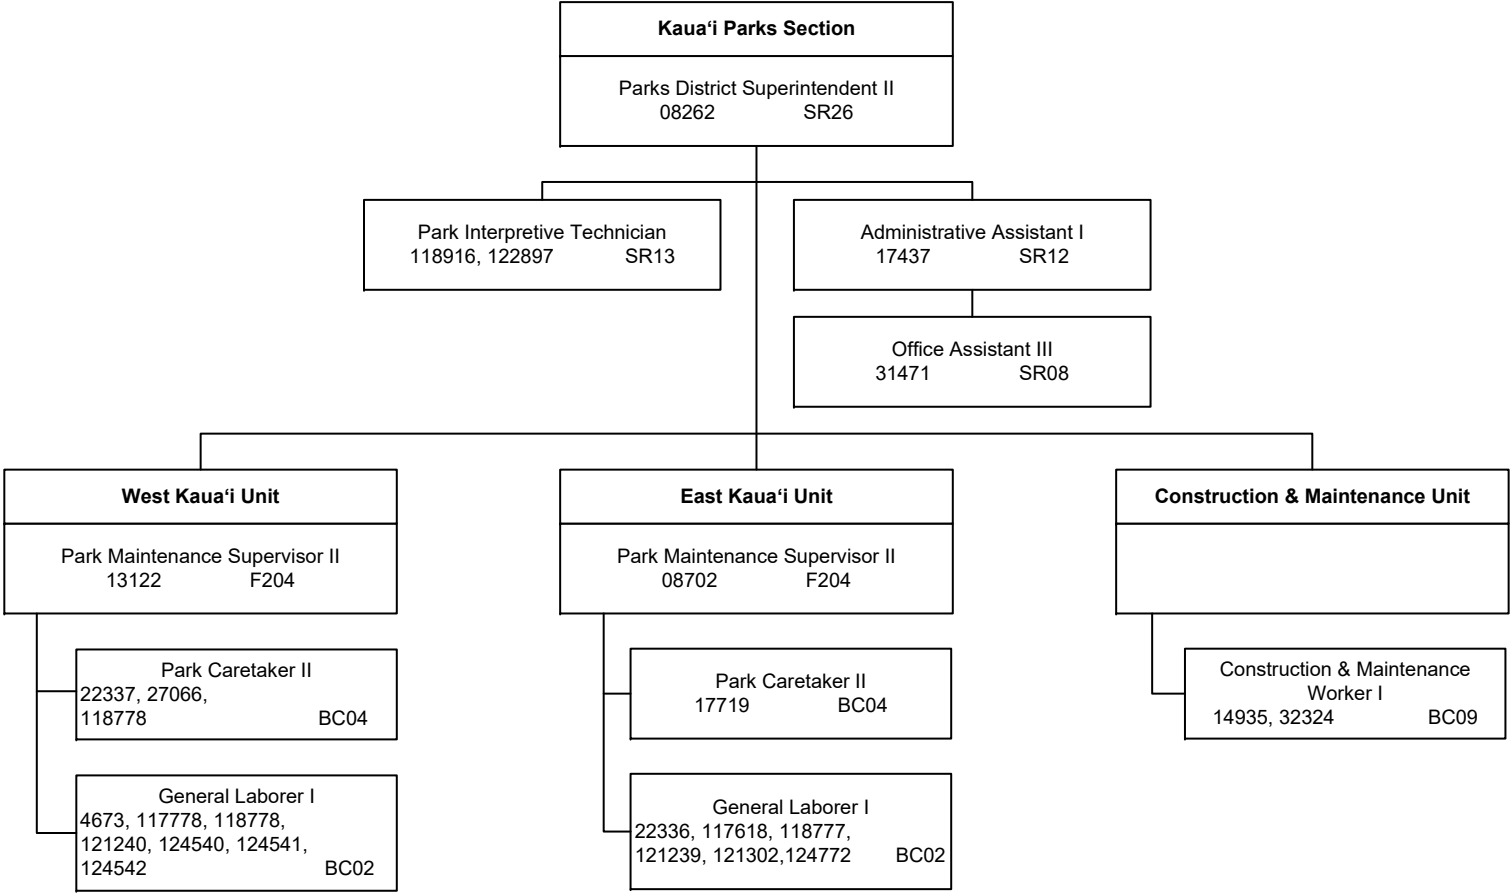 Kauaʻi Parks Section
Parks District Superintendent II
08262 SR26
Park Interpretive Technician
118916, 122897 SR13
Administrative Assistant I
17437 SR12
Office Assistant III
31471 SR08
West Kauaʻi Unit
Park Maintenance Supervisor II
13122 F204
Park Caretaker II
22337, 27066,
118778 BC04
General Laborer I
4673, 117778, 118778,
121240, 124540, 124541,
124542 BC02
East Kauaʻi Unit
Park Maintenance Supervisor II
08702 F204
Park Caretaker II
17719 BC04
General Laborer I
22336, 117618, 118777,
121239, 121302,124772 BC02
Construction & Maintenance Unit
Construction & Maintenance
Worker I
14935, 32324 BC09